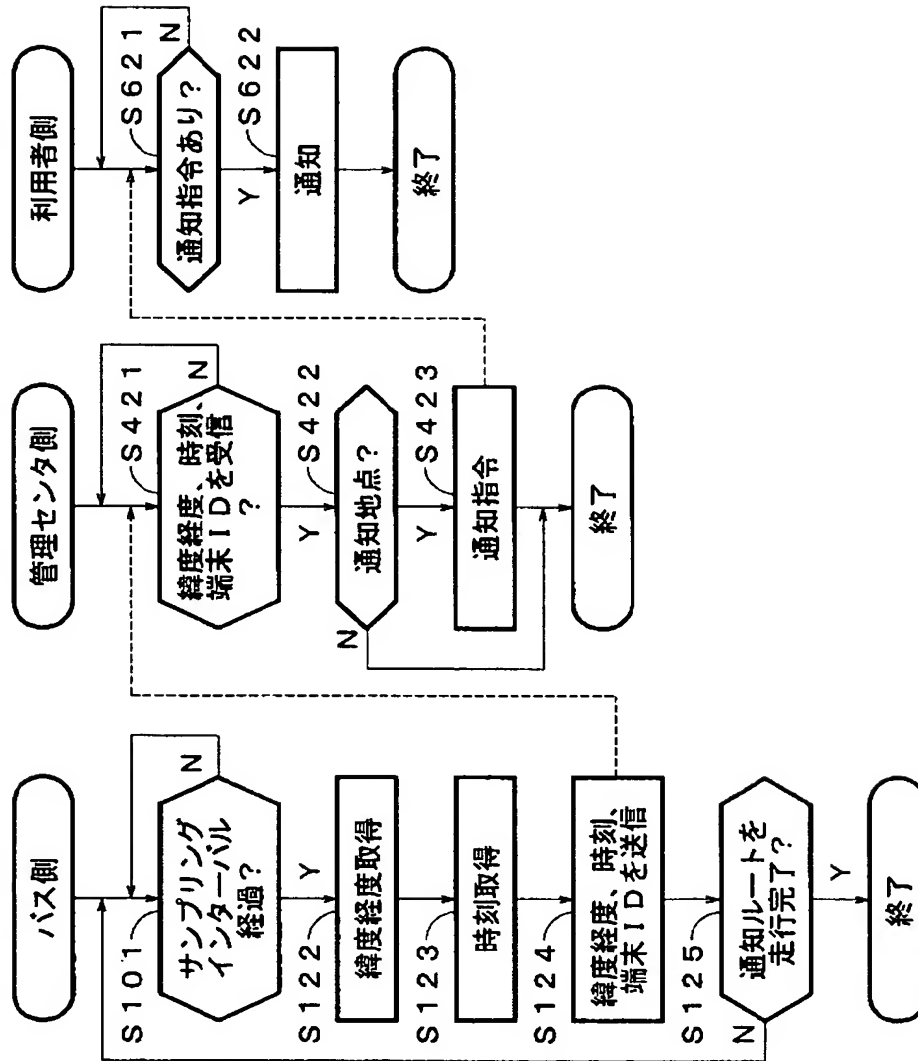 バス側
S101
サンプリング
インターバル
経過？
N
Y
S122
緯度経度取得
S123
時刻取得
S124
緯度経度、時刻、
端末IDを送信
S125
通知ルートを
走行完了？
N
Y
終了
管理センタ側
S421
緯度経度、時刻、
端末IDを受信
？
N
Y
S422
通知地点？
N
Y
S423
通知指令
終了
利用者側
S621
通知指令あり？
N
Y
S622
通知
終了